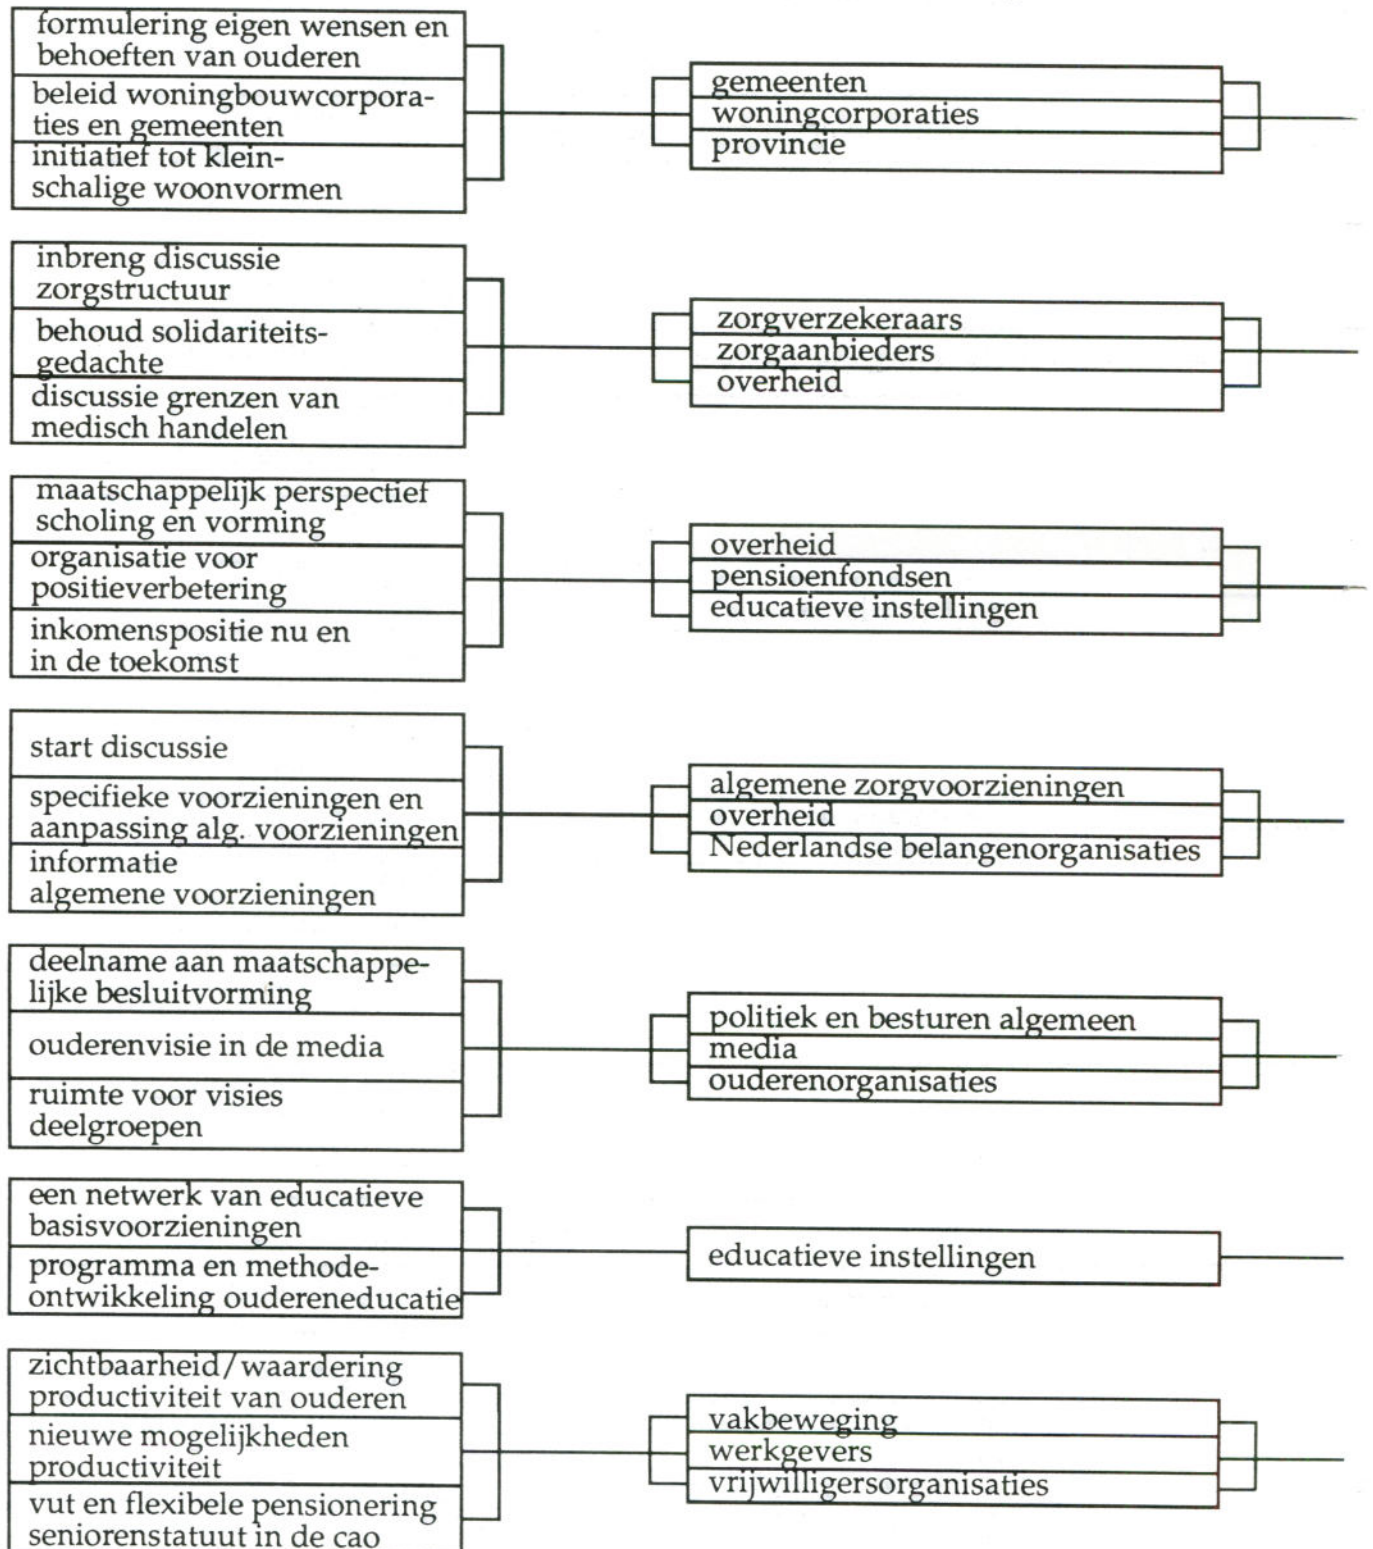 formulering eigen wensen en
behoeften van ouderen
beleid woningbouwcorpora-
ties en gemeenten
initiatief tot klein-
schalige woonvormen
gemeenten
woningcorporaties
provincie
inbreng discussie
zorgstructuur
behoud solidariteits-
gedachte
discussie grenzen van
medisch handelen
zorgverzekeraars
zorgaanbieders
overheid
maatschappelijk perspectief
scholing en vorming
organisatie voor
positieverbetering
inkomenspositie nu en
in de toekomst
overheid
pensioenfondsen
educatieve instellingen
start discussie
specifieke voorzieningen en
aanpassing alg. voorzieningen
informatie
algemene voorzieningen
algemene zorgvoorzieningen
overheid
Nederlandse belangenorganisaties
deelname aan maatschappe-
lijke besluitvorming
ouderenvisie in de media
ruimte voor visies
deelgroepen
politiek en besturen algemeen
media
ouderenorganisaties
een netwerk van educatieve
basisvoorzieningen
programma en methode-
ontwikkeling oudereneducatie
educatieve instellingen
zichtbaarheid/waardering
productiviteit van ouderen
nieuwe mogelijkheden
productiviteit
vut en flexibele pensionering
seniorenstatuut in de cao
vakbeweging
werkgevers
vrijwilligersorganisaties